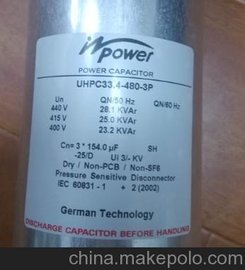 inpower
POWER CAPACITOR
UHPC33.4-480-3P
Un QN/50 Hz QN/60 Hz
440 V 28.1 KVAr
415 V 25.0 KVAr
400 V 23.2 KVAr
Cn= 3 * 154.0 µF SH
-25/D Ui 3/- KV
Dry / Non-PCB / Non-SF6
Pressure Sensitive Disconnector
IEC 60831 - 1 + 2 (2002)
German Technology
DISCHARGE CAPACITOR BEFORE HANDLING
china.makepolo.com